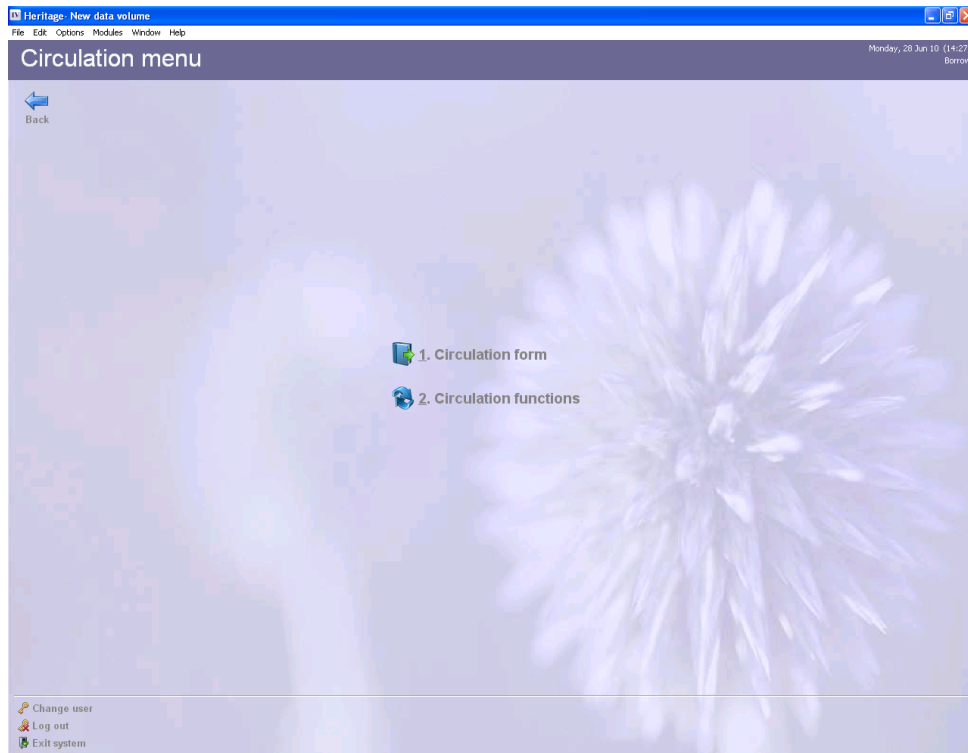 Heritage- New data volume
File Edit Options Modules Window Help
Circulation menu
Monday, 28 Jun 10 (14:27
Borrow
Back
1. Circulation form
2. Circulation functions
Change user
Log out
Exit system